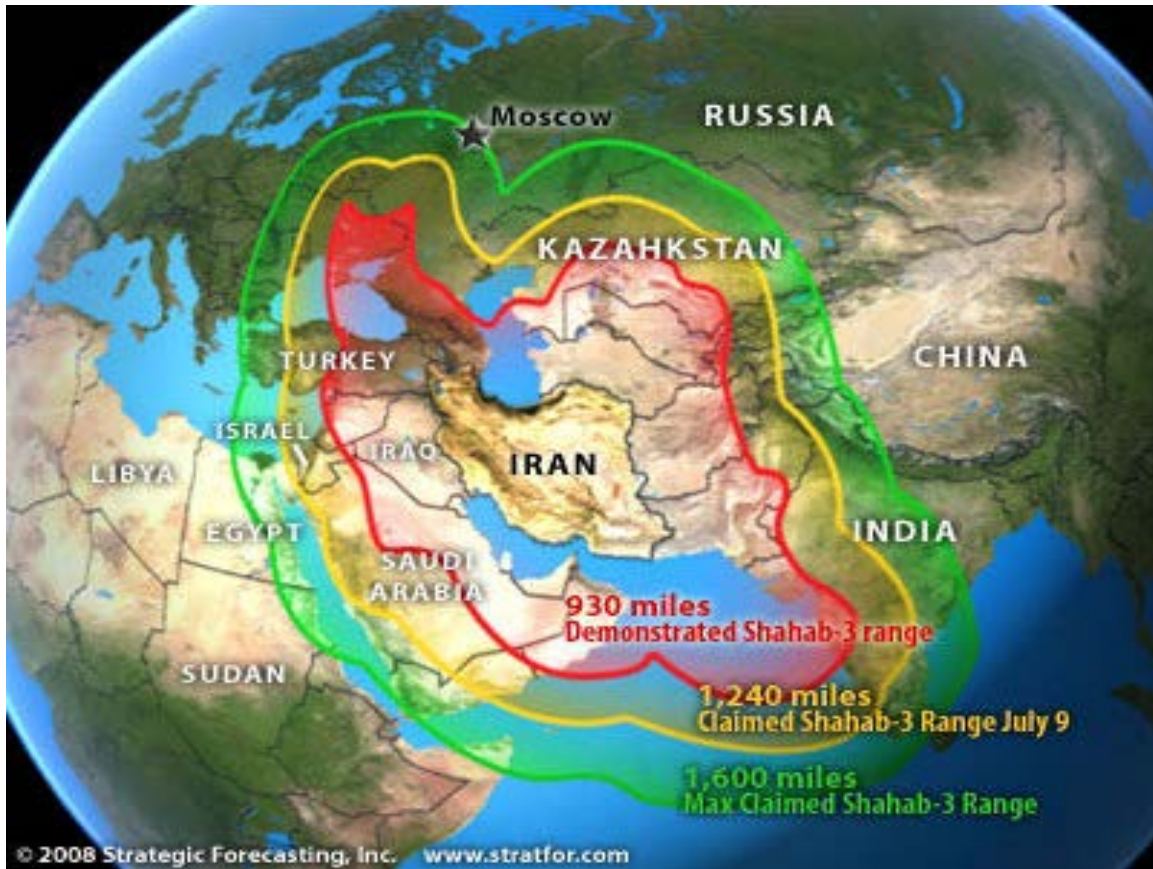 Moscow
RUSSIA
KAZAHKSTAN
TURKEY
CHINA
ISRAEL
IRAQ
IRAN
LIBYA
EGYPT
INDIA
SAUDI
ARABIA
930 miles
Demonstrated Shahab-3 range
SUDAN
1,240 miles
Claimed Shahab-3 Range July 9
1,600 miles
Max Claimed Shahab-3 Range
© 2008 Strategic Forecasting, Inc. www.stratfor.com